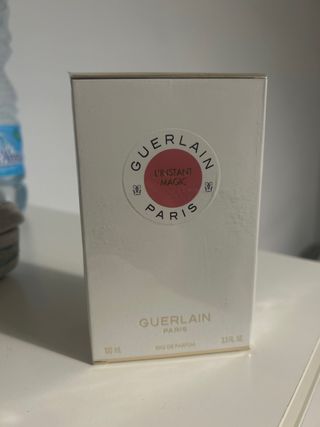 GUERLAIN
L'INSTANT
MAGIC
PARIS
GUERLAIN
PARIS
100 ML
EAU DE PARFUM
3.3 FL. OZ.